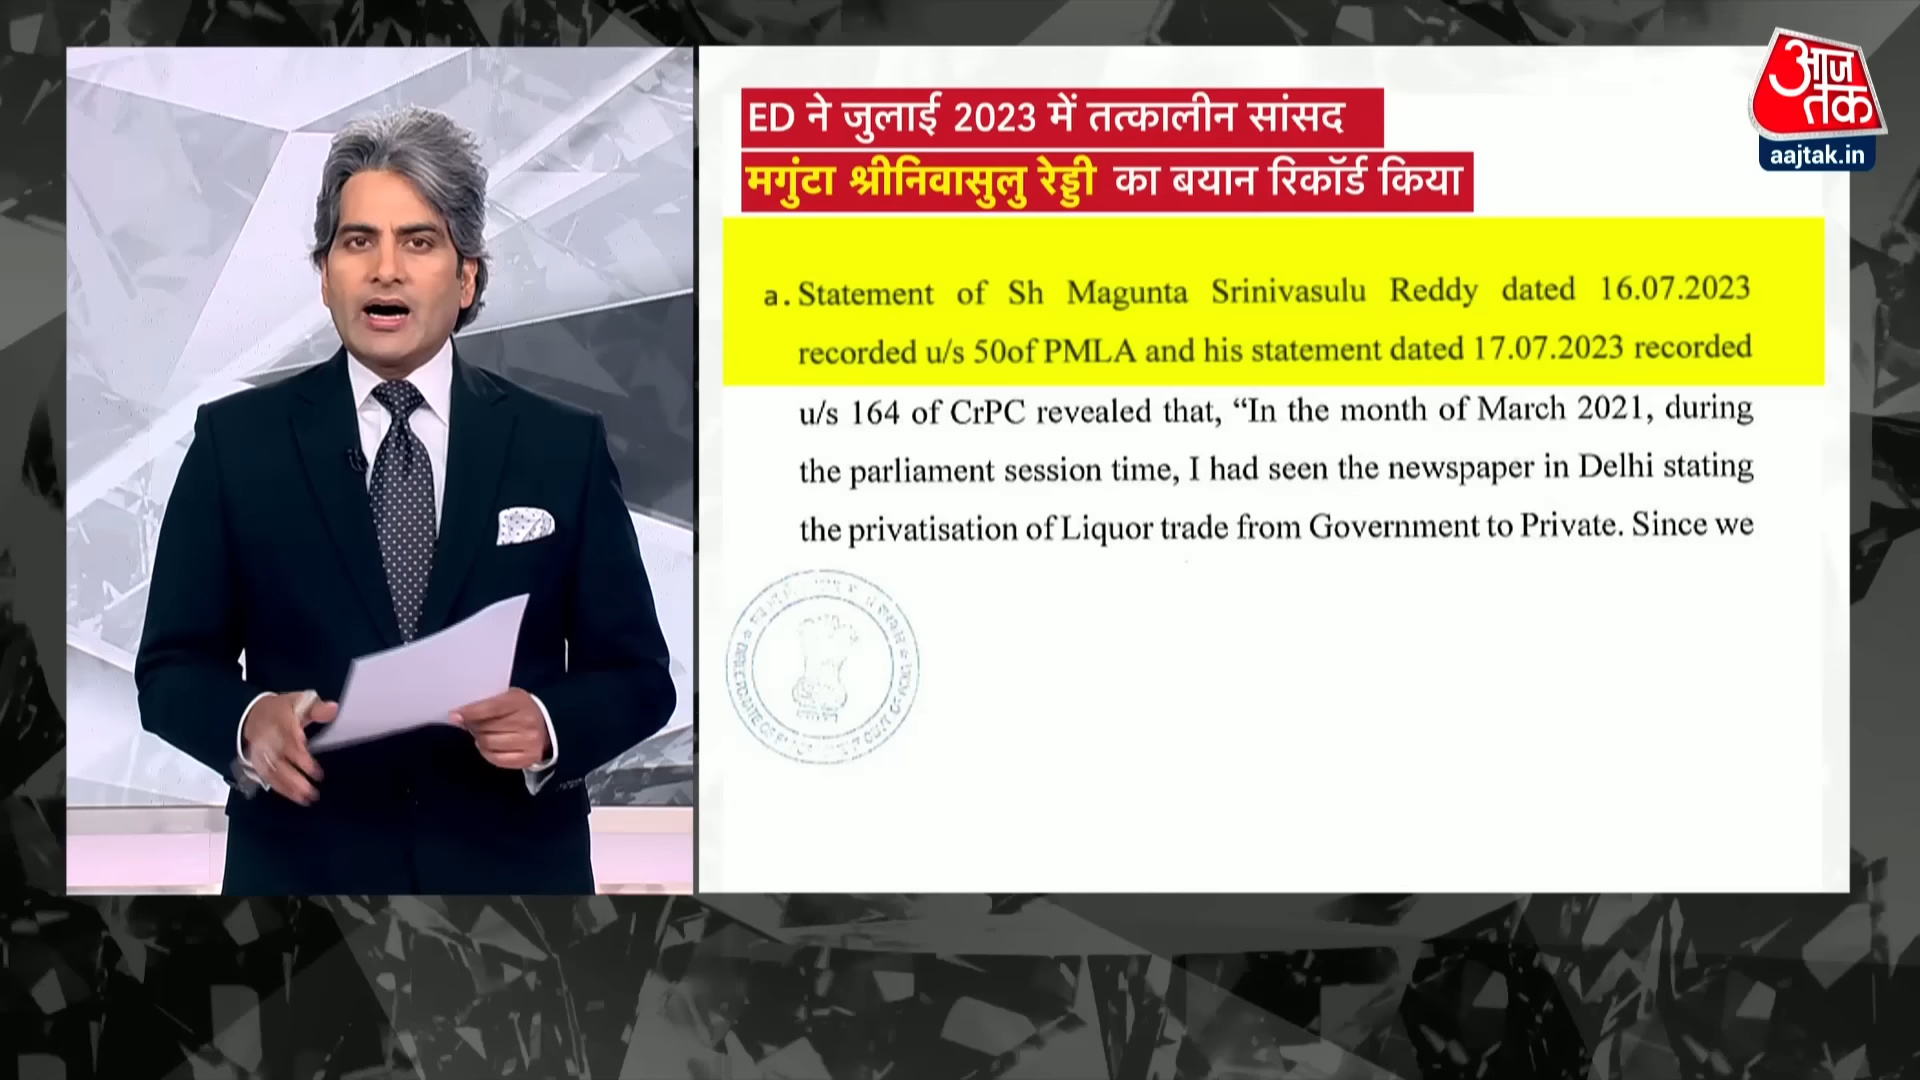 आज तक
aajtak.in
ED ने जुलाई 2023 में तत्कालीन सांसद
मगुंटा श्रीनिवासुलु रेड्डी का बयान रिकॉर्ड किया
a. Statement of Sh Magunta Srinivasulu Reddy dated 16.07.2023
recorded u/s 50of PMLA and his statement dated 17.07.2023 recorded
u/s 164 of CrPC revealed that, “In the month of March 2021, during
the parliament session time, I had seen the newspaper in Delhi stating
the privatisation of Liquor trade from Government to Private. Since we